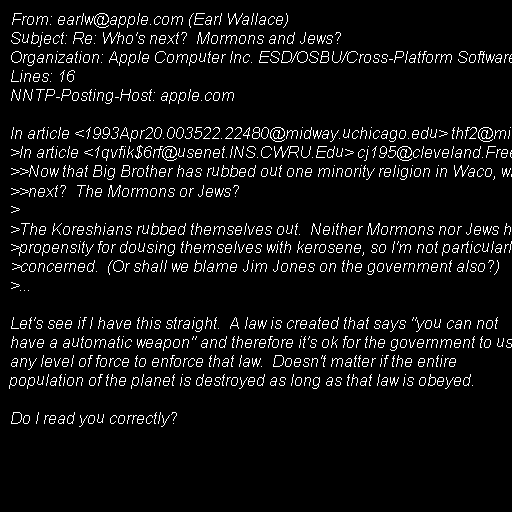 From: earlw@apple.com (Earl Wallace)
Subject: Re: Who's next?  Mormons and Jews?
Organization: Apple Computer Inc. ESD/OSBU/Cross-Platform Software
Lines: 16
NNTP-Posting-Host: apple.com

In article <1993Apr20.003522.22480@midway.uchicago.edu> thf2@mi
>In article <1qvfik$6rf@usenet.INS.CWRU.Edu> cj195@cleveland.Free
>>Now that Big Brother has rubbed out one minority religion in Waco,
>>next?  The Mormons or Jews?
>
>The Koreshians rubbed themselves out.  Neither Mormons nor Jews
>propensity for dousing themselves with kerosene, so I'm not particularl
>concerned.  (Or shall we blame Jim Jones on the government also?)
>...

Let's see if I have this straight.  A law is created that says "you can not
have a automatic weapon" and therefore it's ok for the government to us
any level of force to enforce that law.  Doesn't matter if the entire
population of the planet is destroyed as long as that law is obeyed.

Do I read you correctly?